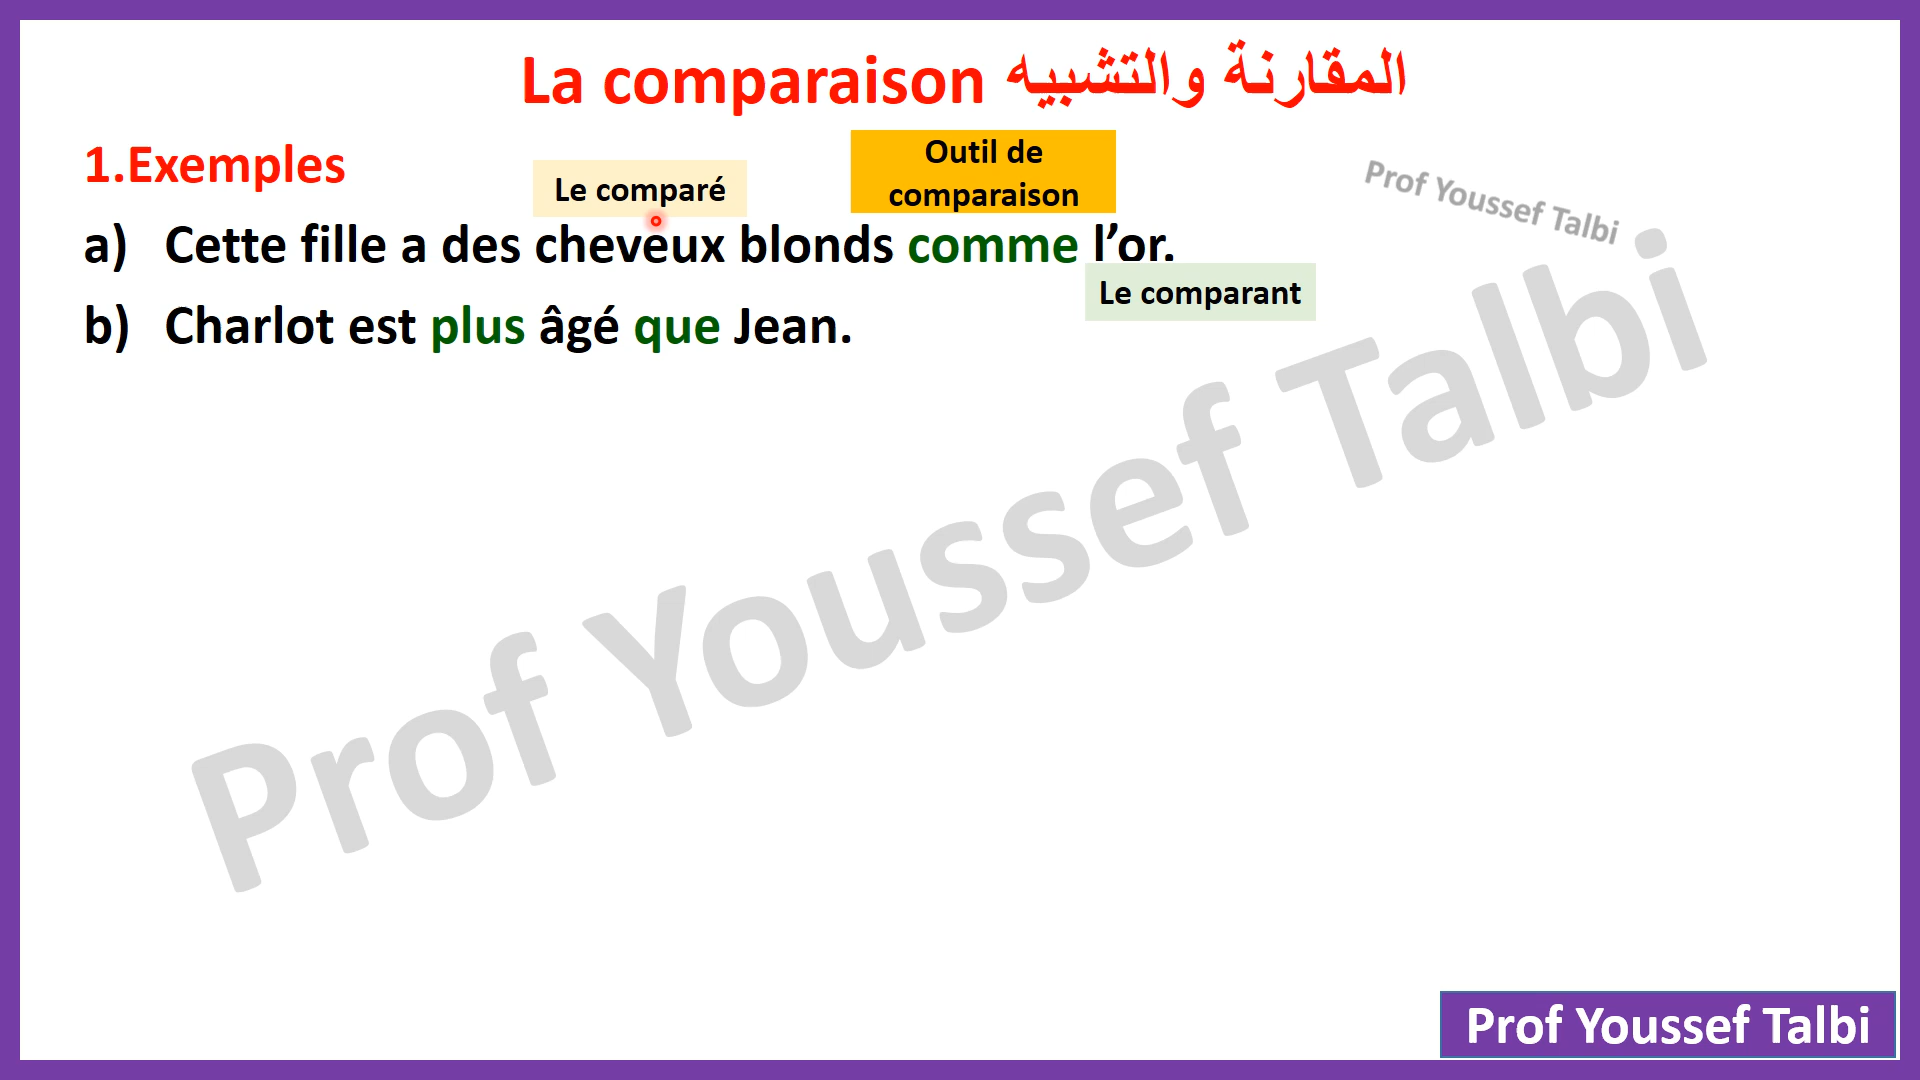 La comparaison المقارنة والتشبيه
1.Exemples
Le comparé
Outil de
comparaison
Prof Youssef Talbi
a) Cette fille a des cheveux blonds comme l’or.
Le comparant
b) Charlot est plus âgé que Jean.
Prof Youssef Talbi
Prof Youssef Talbi